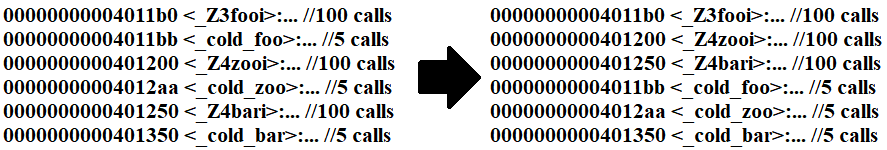 00000000004011b0 <_Z3fooi>:... //100 calls
00000000004011bb <_cold_foo>:... //5 calls
0000000000401200 <_Z4zooi>:... //100 calls
00000000004012aa <_cold_zoo>:... //5 calls
0000000000401250 <_Z4bari>:... //100 calls
0000000000401350 <_cold_bar>:... //5 calls
00000000004011b0 <_Z3fooi>:... //100 calls
0000000000401200 <_Z4zooi>:... //100 calls
0000000000401250 <_Z4bari>:... //100 calls
00000000004011bb <_cold_foo>:... //5 calls
00000000004012aa <_cold_zoo>:... //5 calls
0000000000401350 <_cold_bar>:... //5 calls